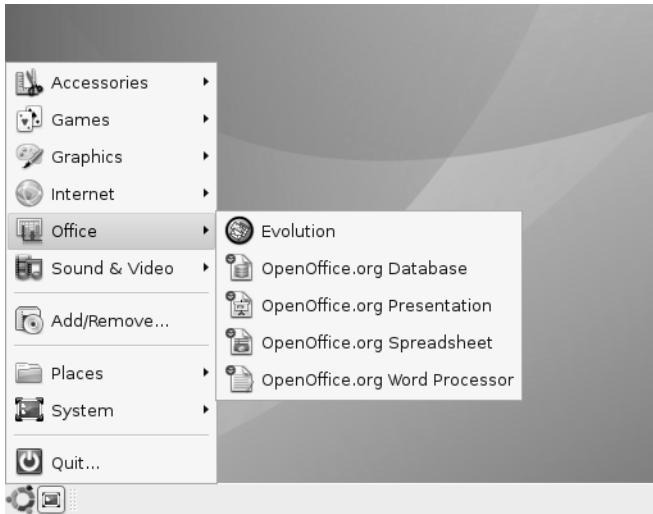 Accessories
Games
Graphics
Internet
Office
Sound & Video
Add/Remove...
Places
System
Quit...
Evolution
OpenOffice.org Database
OpenOffice.org Presentation
OpenOffice.org Spreadsheet
OpenOffice.org Word Processor